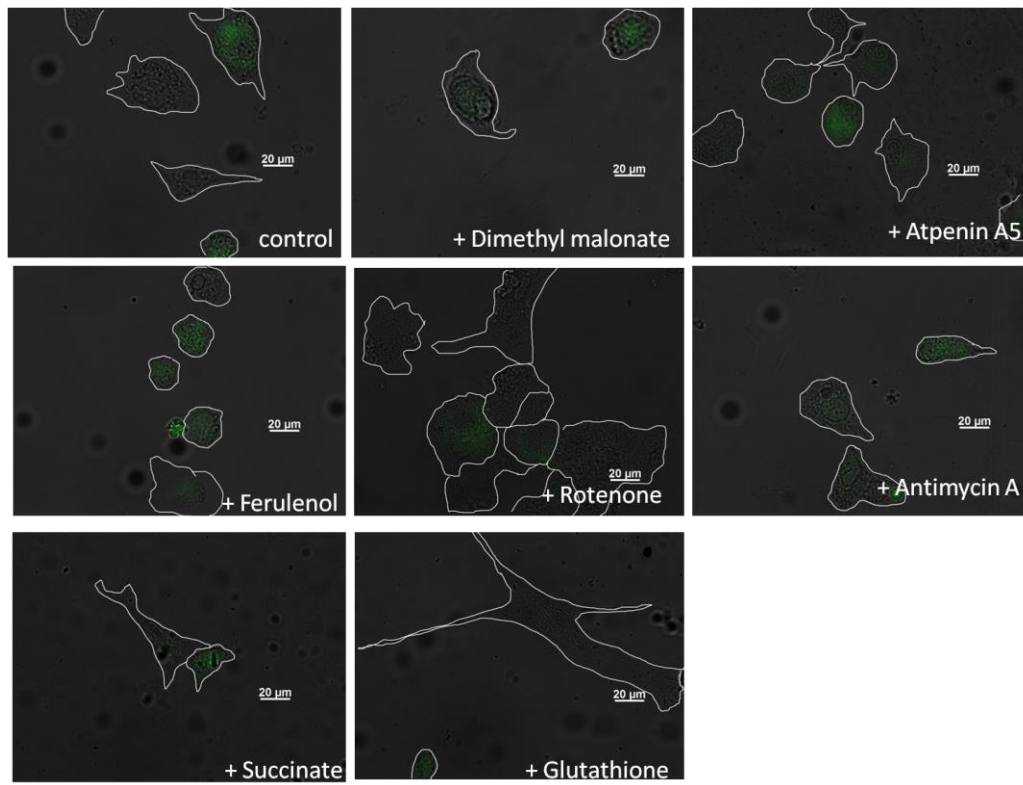 20 µm
control
20 µm
+ Dimethyl malonate
20 µm
+ Atpenin A5
20 µm
+ Ferulenol
20 µm
+ Rotenone
20 µm
+ Antimycin A
20 µm
+ Succinate
20 µm
+ Glutathione